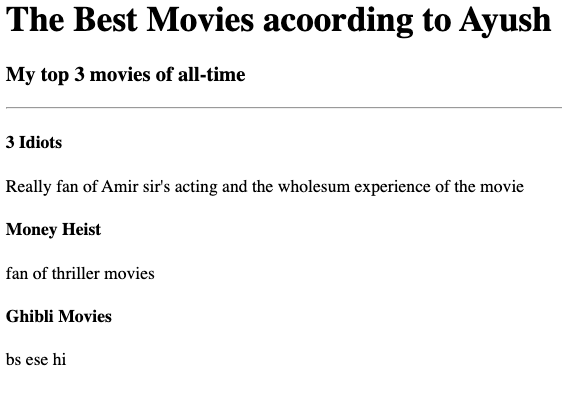 The Best Movies acoording to Ayush
My top 3 movies of all-time
3 Idiots
Really fan of Amir sir's acting and the wholesum experience of the movie
Money Heist
fan of thriller movies
Ghibli Movies
bs ese hi